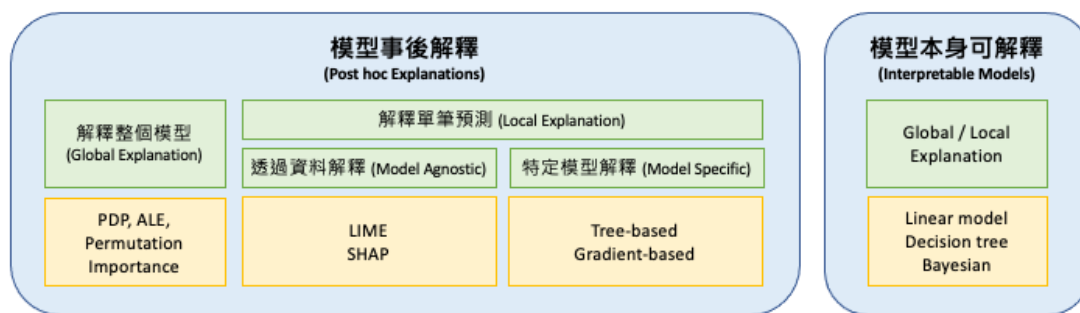 模型事後解釋
(Post hoc Explanations)
解釋整個模型
(Global Explanation)
解釋單筆預測 (Local Explanation)
透過資料解釋 (Model Agnostic)
特定模型解釋 (Model Specific)
PDP, ALE,
Permutation
Importance
LIME
SHAP
Tree-based
Gradient-based
模型本身可解釋
(Interpretable Models)
Global / Local
Explanation
Linear model
Decision tree
Bayesian